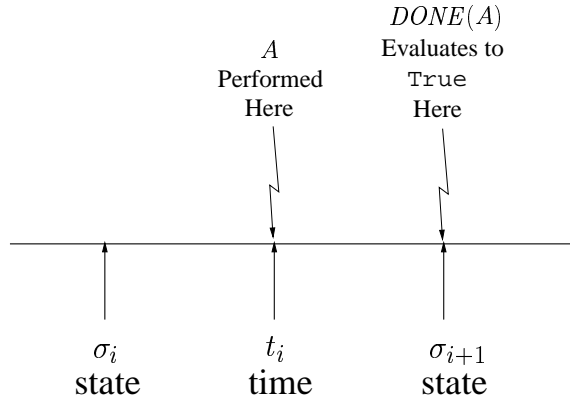 A
Performed
Here
DONE(A)
Evaluates to
True
Here
σᵢ
state
tᵢ
time
σᵢ₊₁
state